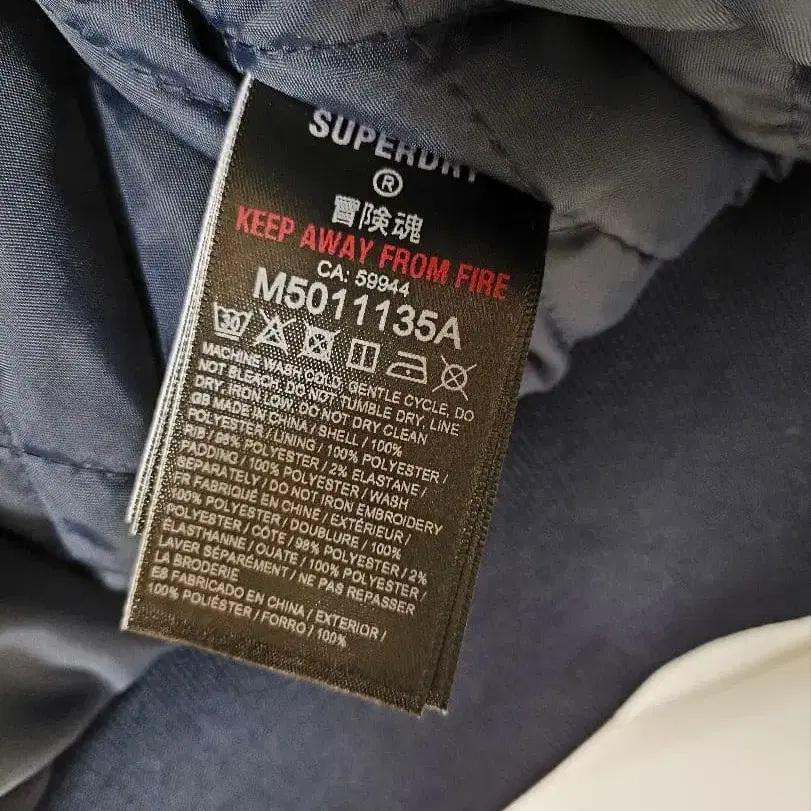 SUPERDRY
®
冒険魂
KEEP AWAY FROM FIRE
CA: 59944
M5011135A
30
MACHINE WASH COLD, GENTLE CYCLE, DO
NOT BLEACH, DO NOT TUMBLE DRY, LINE
DRY, IRON LOW, DO NOT DRY CLEAN
GB MADE IN CHINA / SHELL / 100%
POLYESTER / LINING / 100% POLYESTER /
RIB / 98% POLYESTER / 2% ELASTANE /
PADDING / 100% POLYESTER / WASH
SEPARATELY / DO NOT IRON EMBROIDERY
FR FABRIQUÉ EN CHINE / EXTÉRIEUR /
100% POLYESTER / DOUBLURE / 100%
POLYESTER / CÔTE / 98% POLYESTER / 2%
ÉLASTHANNE / OUATE / 100% POLYESTER /
LAVER SÉPARÉMENT / NE PAS REPASSER
LA BRODERIE
ES FABRICADO EN CHINA / EXTERIOR /
100% POLIÉSTER / FORRO / 100%